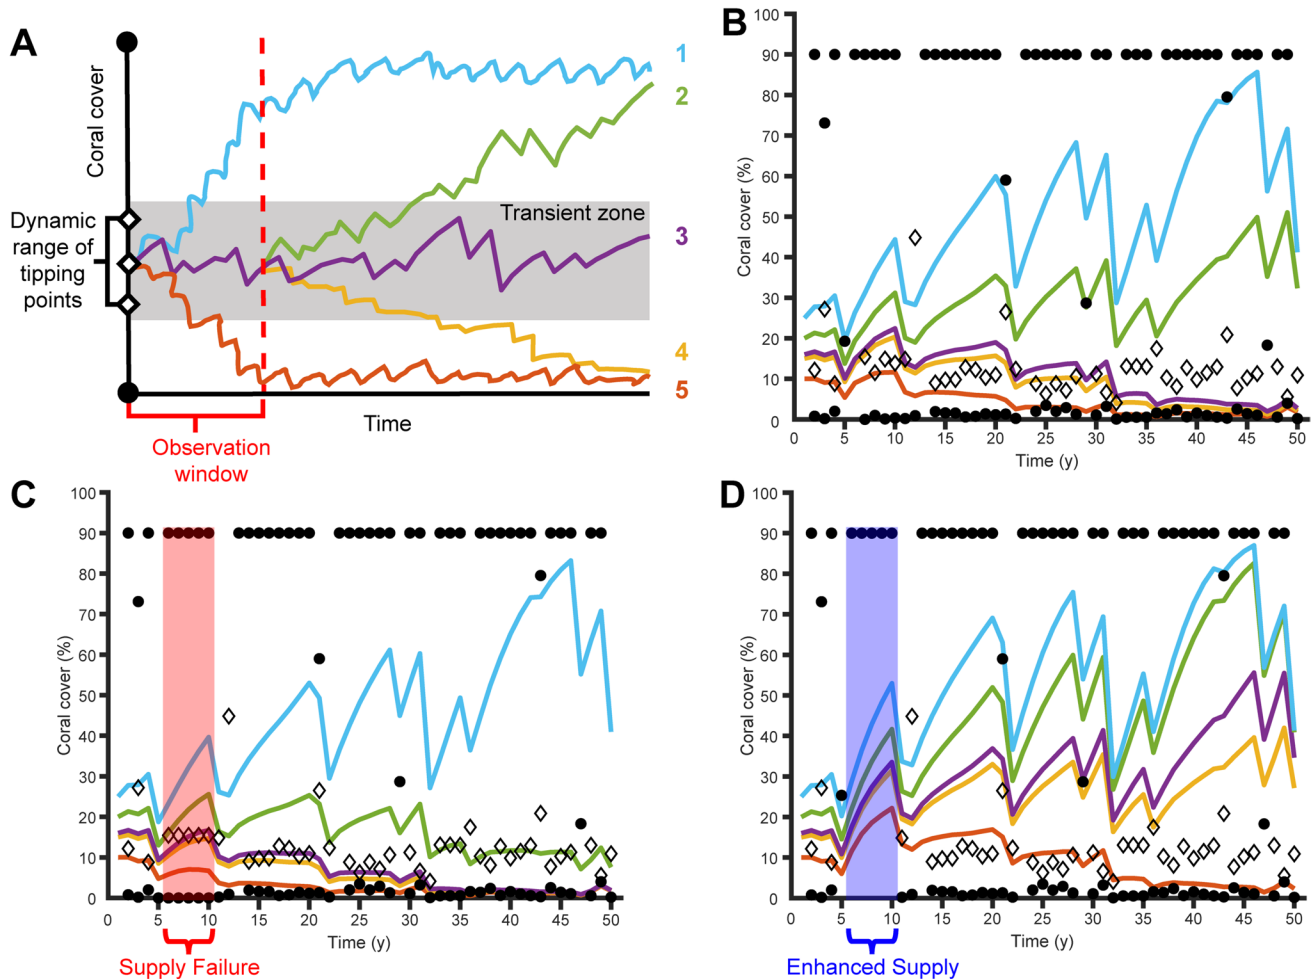 A
Coral cover
Dynamic
range of
tipping
points
Transient zone
1
2
3
4
5
Time
Observation
window
B
Coral cover (%)
100
90
80
70
60
50
40
30
20
10
0
0 5 10 15 20 25 30 35 40 45 50
Time (y)
C
Coral cover (%)
100
90
80
70
60
50
40
30
20
10
0
0 5 10 15 20 25 30 35 40 45 50
Time (y)
Supply Failure
D
Coral cover (%)
100
90
80
70
60
50
40
30
20
10
0
0 5 10 15 20 25 30 35 40 45 50
Time (y)
Enhanced Supply